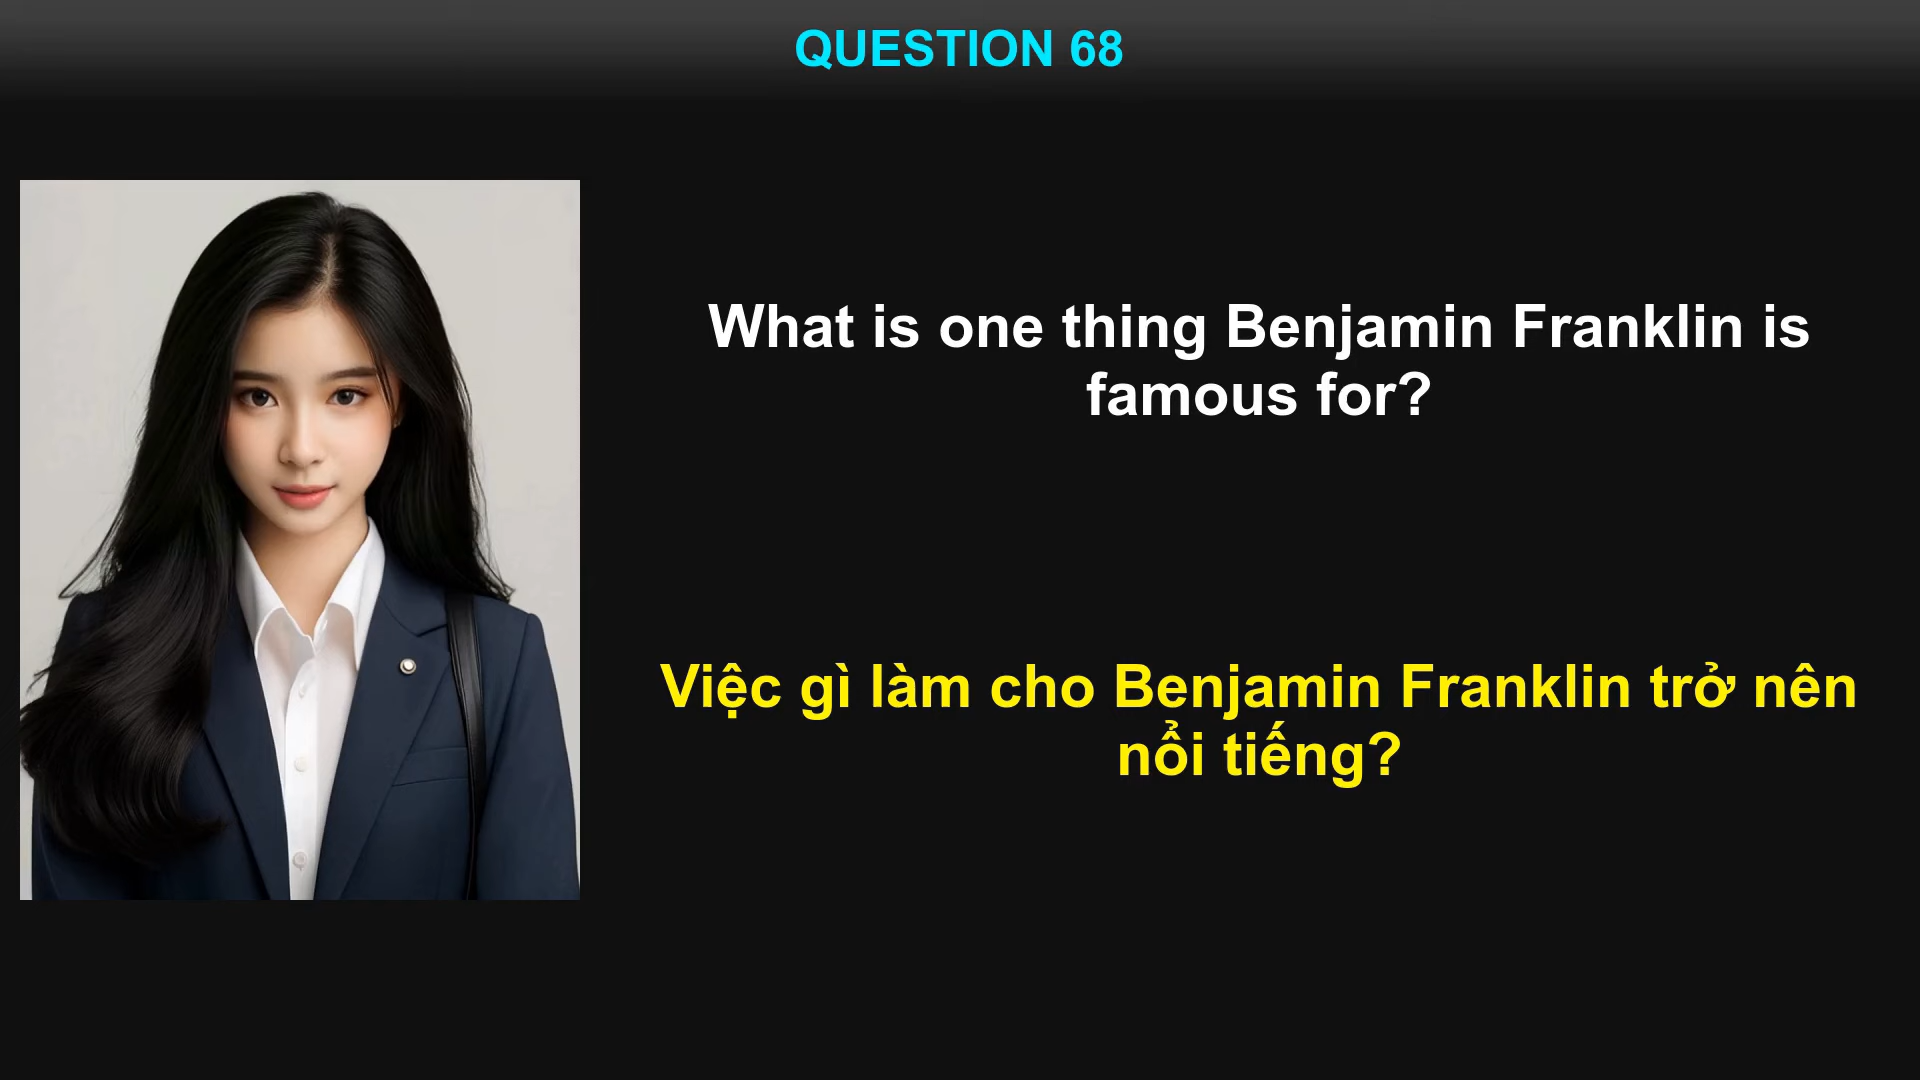 QUESTION 68
What is one thing Benjamin Franklin is
famous for?
Việc gì làm cho Benjamin Franklin trở nên
nổi tiếng?